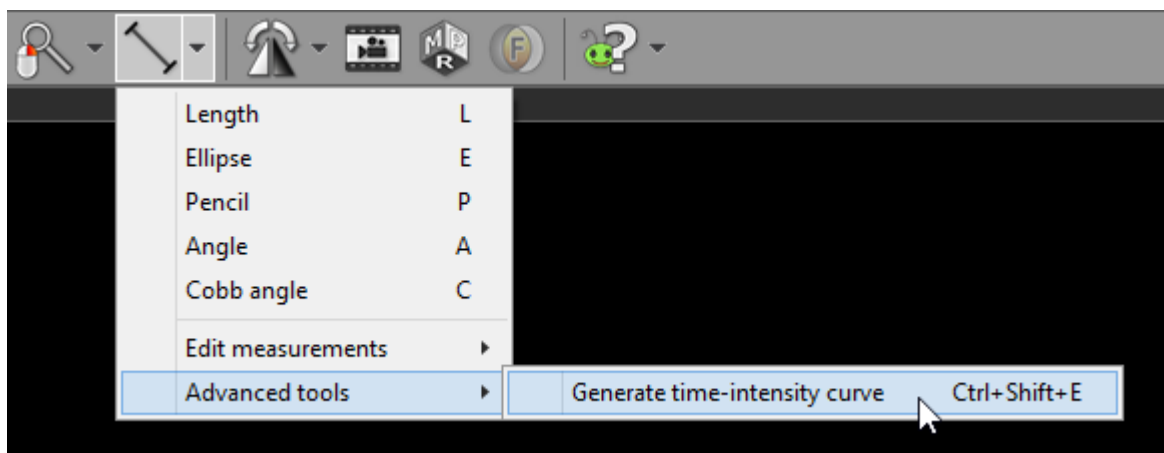 M P R
F
?
Length L
Ellipse E
Pencil P
Angle A
Cobb angle C
Edit measurements
Advanced tools
Generate time-intensity curve Ctrl+Shift+E